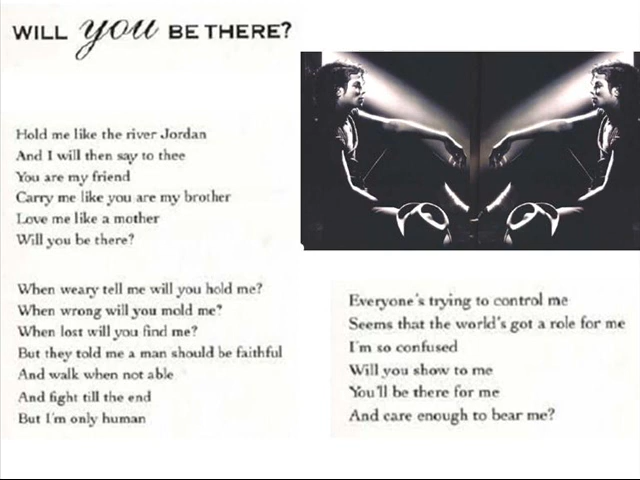 WILL you BE THERE?
Hold me like the river Jordan
And I will then say to thee
You are my friend
Carry me like you are my brother
Love me like a mother
Will you be there?
When weary tell me will you hold me?
When wrong will you mold me?
When lost will you find me?
But they told me a man should be faithful
And walk when not able
And fight till the end
But I'm only human
Everyone's trying to control me
Seems that the world's got a role for me
I'm so confused
Will you show to me
You'll be there for me
And care enough to bear me?